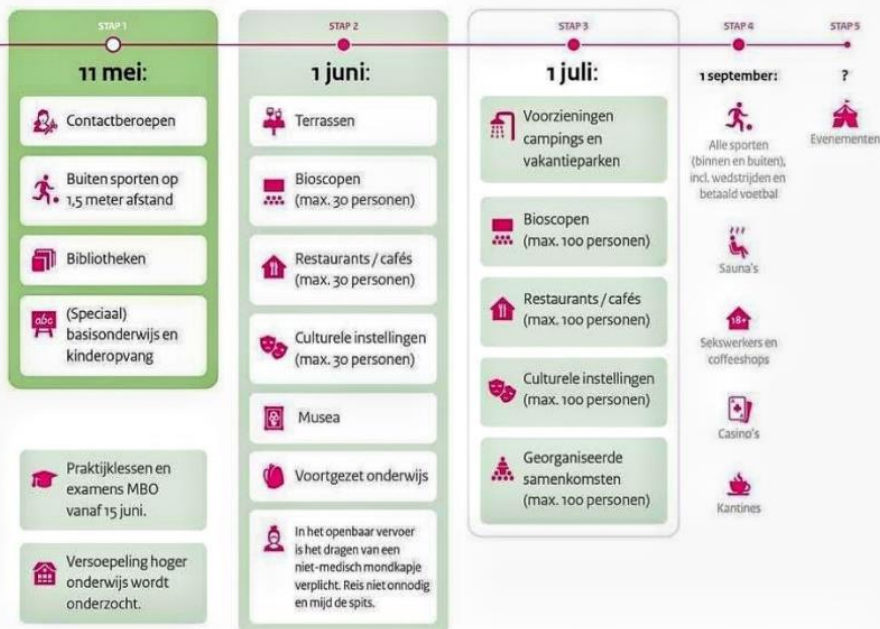 STAP 1
11 mei:
Contactberoepen
Buiten sporten op
1,5 meter afstand
Bibliotheken
abc
(Speciaal)
basisonderwijs en
kinderopvang
Praktijklessen en
examens MBO
vanaf 15 juni.
Versoepeling hoger
onderwijs wordt
onderzocht.
STAP 2
1 juni:
Terrassen
Bioscopen
(max. 30 personen)
Restaurants / cafés
(max. 30 personen)
Culturele instellingen
(max. 30 personen)
Musea
Voortgezet onderwijs
In het openbaar vervoer
is het dragen van een
niet-medisch mondkapje
verplicht. Reis niet onnodig
en mijd de spits.
STAP 3
1 juli:
Voorzieningen
campings en
vakantieparken
Bioscopen
(max. 100 personen)
Restaurants / cafés
(max. 100 personen)
Culturele instellingen
(max. 100 personen)
Georganiseerde
samenkomsten
(max. 100 personen)
STAP 4
1 september:
Alle sporten
(binnen en buiten),
incl. wedstrijden en
betaald voetbal
Sauna's
18+
Sekswerkers en
coffeeshops
Casino's
Kantines
STAP 5
?
Evenementen